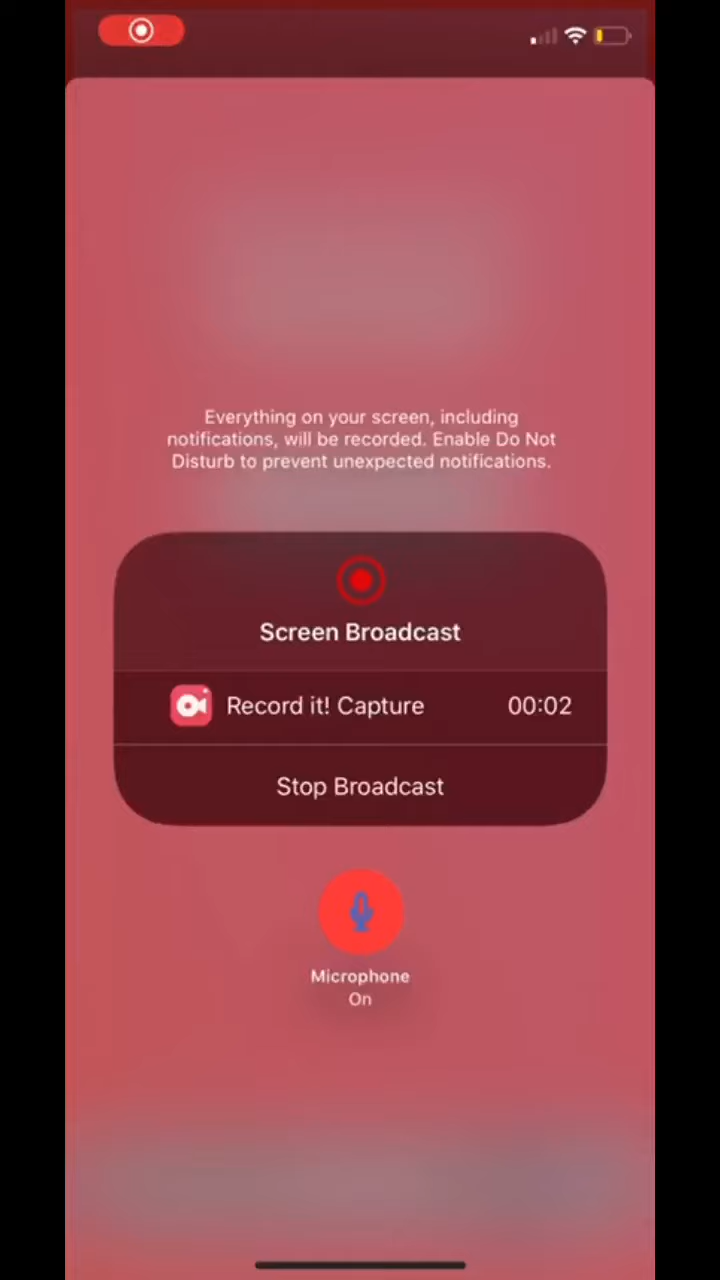 Everything on your screen, including
notifications, will be recorded. Enable Do Not
Disturb to prevent unexpected notifications.
Screen Broadcast
Record it! Capture 00:02
Stop Broadcast
Microphone
On